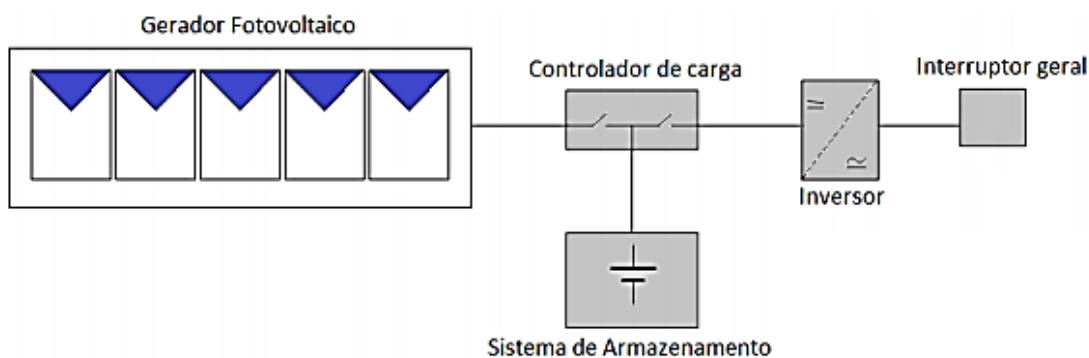 Gerador Fotovoltaico
Controlador de carga
Interruptor geral
Inversor
Sistema de Armazenamento